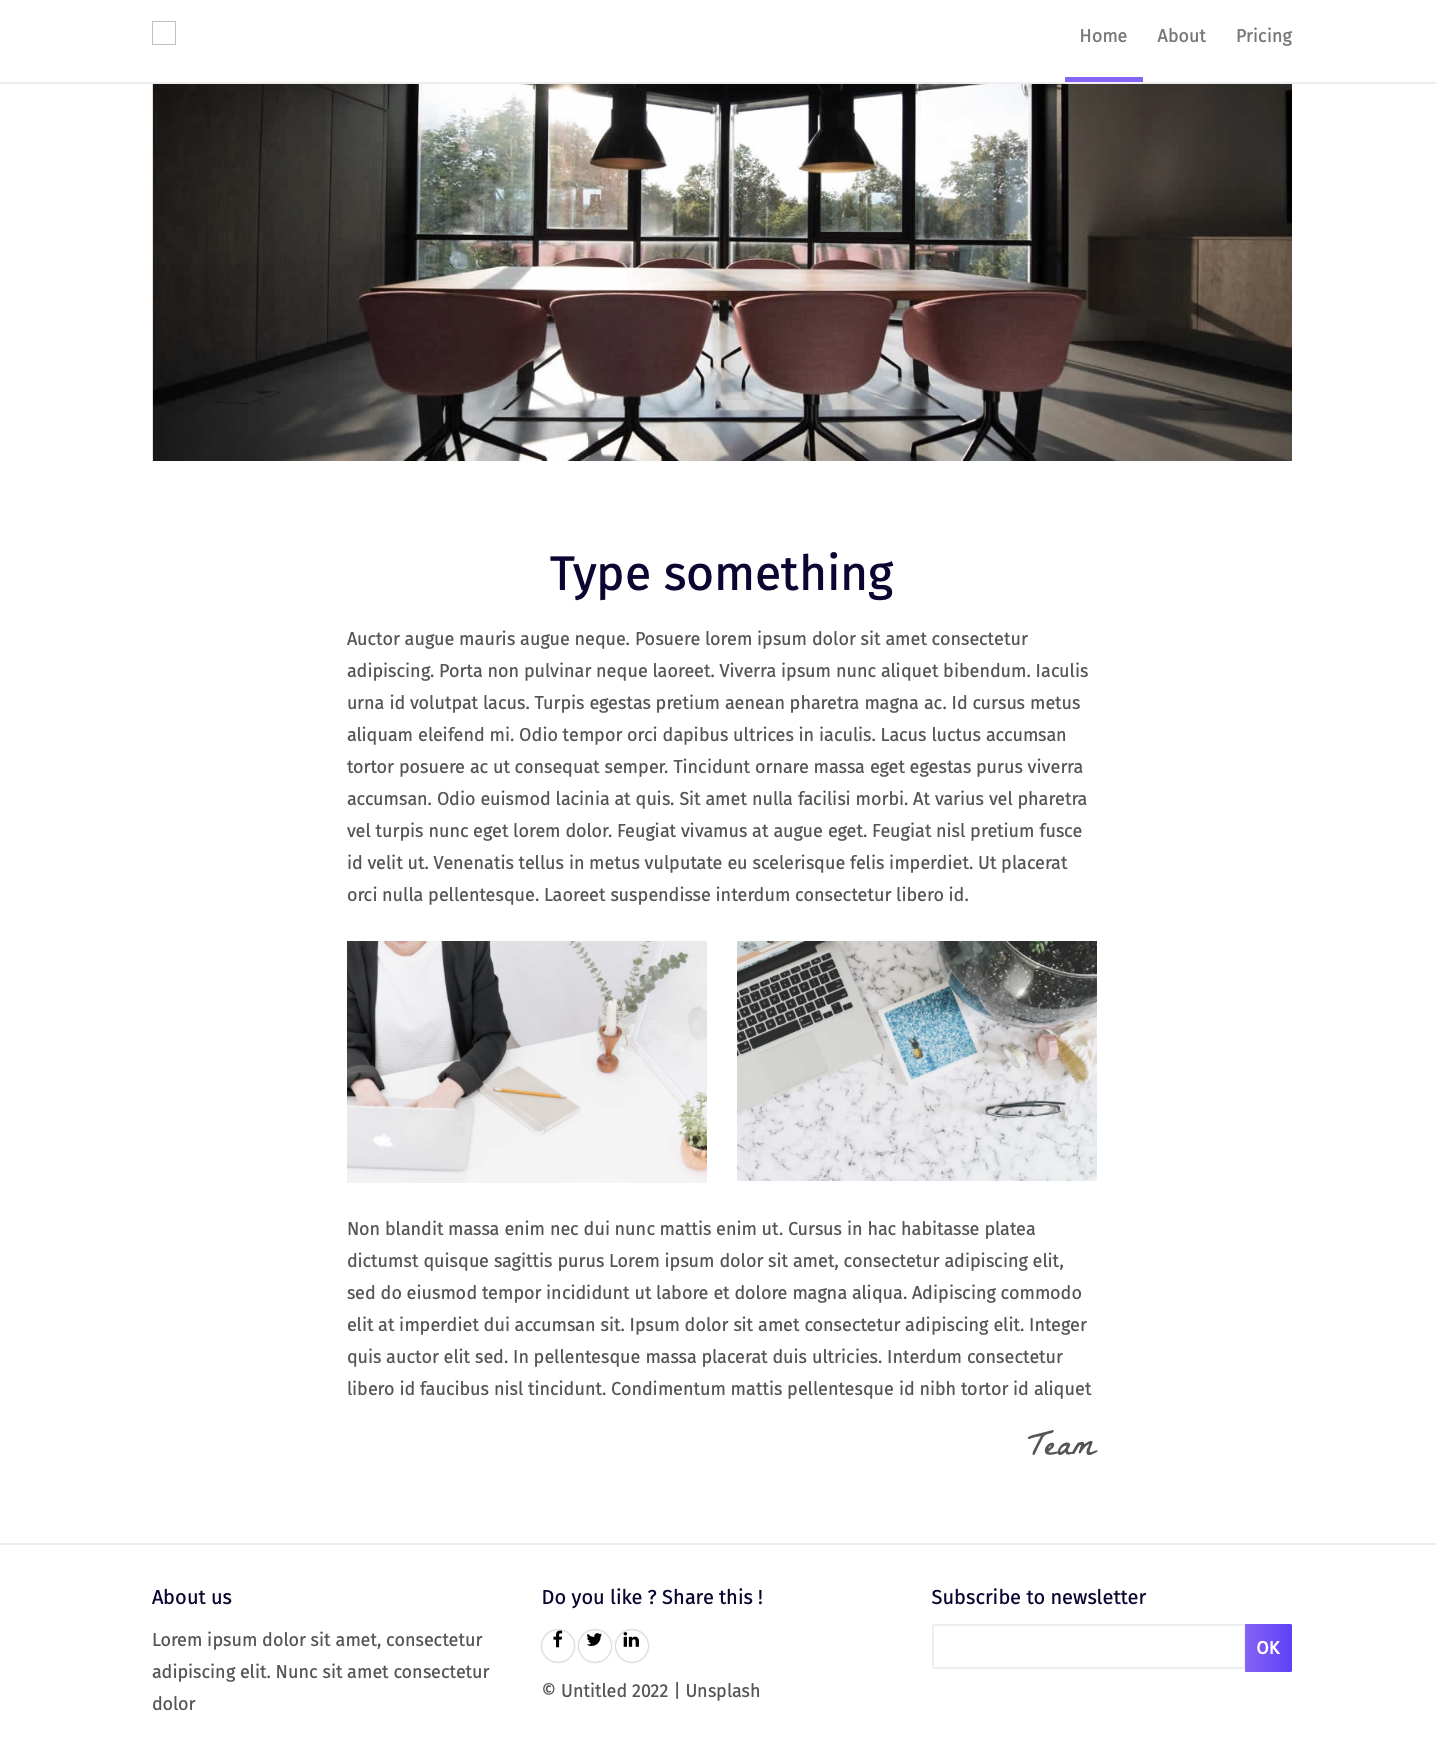 Home About Pricing
Type something
Auctor augue mauris augue neque. Posuere lorem ipsum dolor sit amet consectetur
adipiscing. Porta non pulvinar neque laoreet. Viverra ipsum nunc aliquet bibendum. Iaculis
urna id volutpat lacus. Turpis egestas pretium aenean pharetra magna ac. Id cursus metus
aliquam eleifend mi. Odio tempor orci dapibus ultrices in iaculis. Lacus luctus accumsan
tortor posuere ac ut consequat semper. Tincidunt ornare massa eget egestas purus viverra
accumsan. Odio euismod lacinia at quis. Sit amet nulla facilisi morbi. At varius vel pharetra
vel turpis nunc eget lorem dolor. Feugiat vivamus at augue eget. Feugiat nisl pretium fusce
id velit ut. Venenatis tellus in metus vulputate eu scelerisque felis imperdiet. Ut placerat
orci nulla pellentesque. Laoreet suspendisse interdum consectetur libero id.
Non blandit massa enim nec dui nunc mattis enim ut. Cursus in hac habitasse platea
dictumst quisque sagittis purus Lorem ipsum dolor sit amet, consectetur adipiscing elit,
sed do eiusmod tempor incididunt ut labore et dolore magna aliqua. Adipiscing commodo
elit at imperdiet dui accumsan sit. Ipsum dolor sit amet consectetur adipiscing elit. Integer
quis auctor elit sed. In pellentesque massa placerat duis ultricies. Interdum consectetur
libero id faucibus nisl tincidunt. Condimentum mattis pellentesque id nibh tortor id aliquet
Team
About us
Lorem ipsum dolor sit amet, consectetur
adipiscing elit. Nunc sit amet consectetur
dolor
Do you like ? Share this !
© Untitled 2022 | Unsplash
Subscribe to newsletter
OK